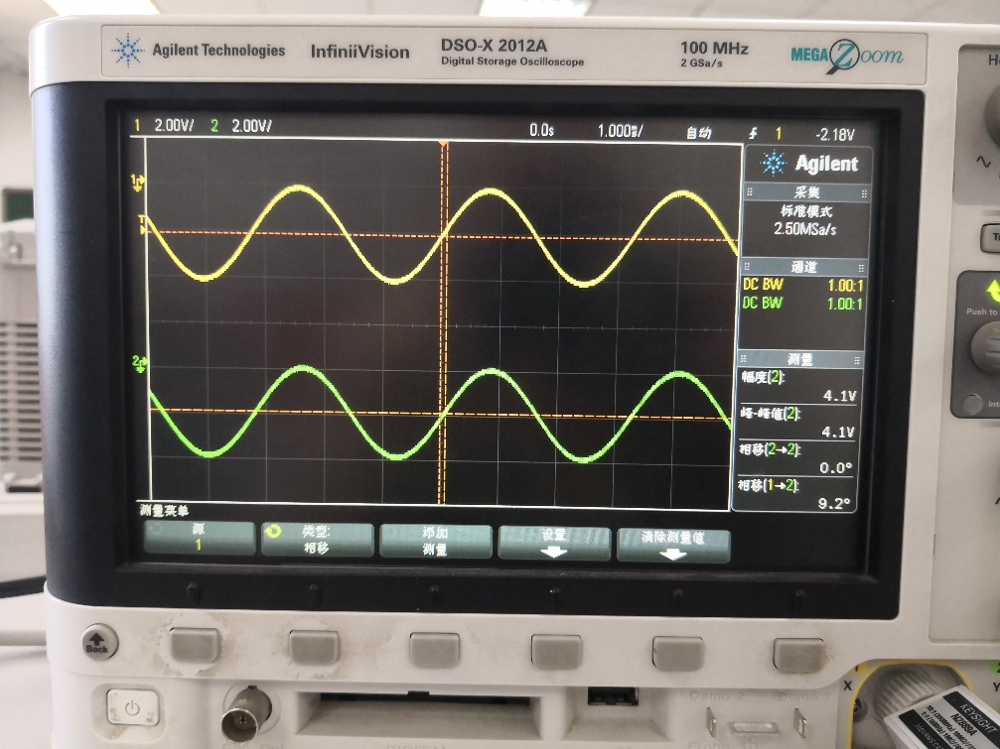 Agilent Technologies InfiniiVision DSO-X 2012A 100 MHz MEGA Zoom
Digital Storage Oscilloscope 2 GSa/s
1 2.00V/ 2 2.00V/ 0.0s 1.000ms/ 自动 1 -2.18V
Agilent
采集
标准模式
2.50MSa/s
通道
DC BW 1.00:1
DC BW 1.00:1
测量
幅度(2):
4.1V
峰-峰值(2):
4.1V
相移(2→2):
0.0°
相移(1→2):
9.2°
1
T
2
测量菜单
源 类型: 添加 设置 清除测量值
1 相移 测量
Back
Push to
X
KEYSIGHT